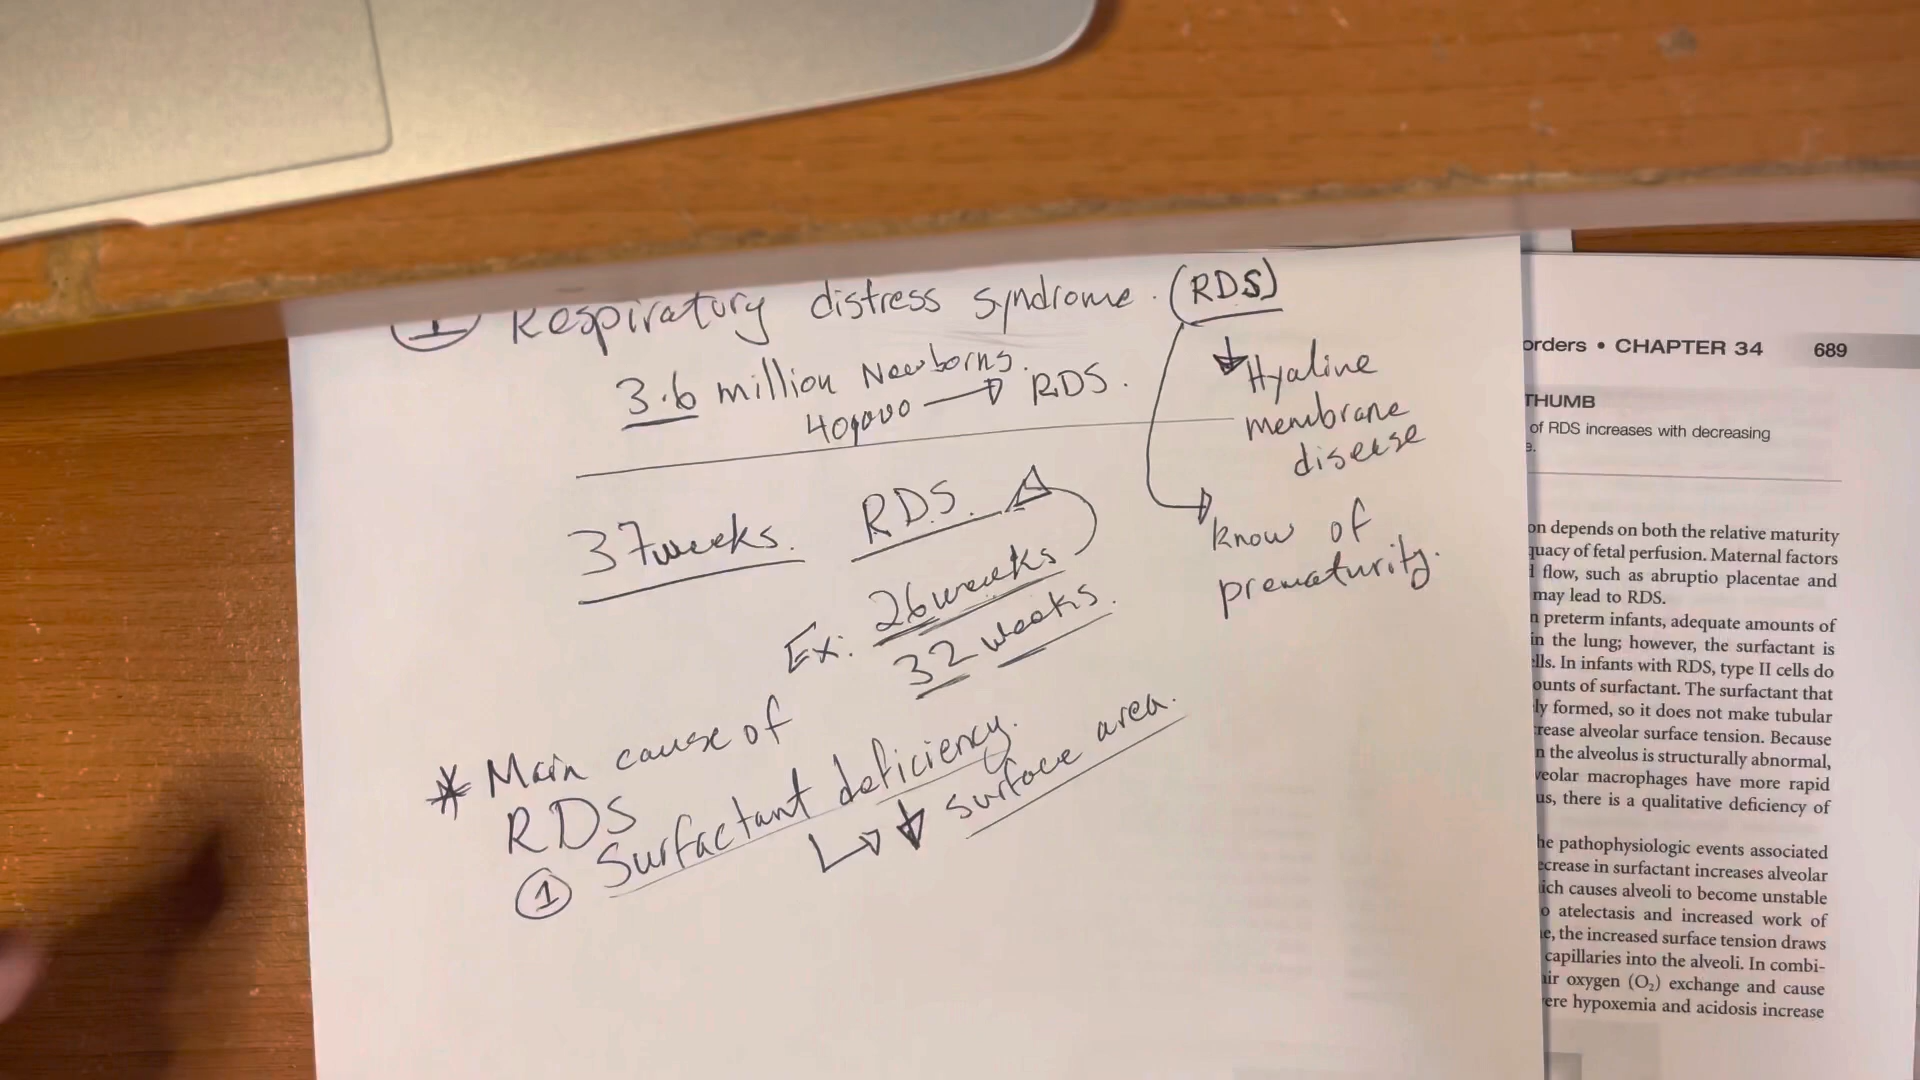 1 Respiratory distress syndrome. (RDS)
3.6 million Newborns.
40,000 → RDS.
↓ Hyaline
membrane
disease
know of
prematurity.
37weeks. RDS.
Ex: 26weeks
32 weeks.
* Main cause of
RDS
① Surfactant deficiency.
↳ ↓ surface area.
orders • CHAPTER 34 689
THUMB
of RDS increases with decreasing
e.
on depends on both the relative maturity
quacy of fetal perfusion. Maternal factors
l flow, such as abruptio placentae and
may lead to RDS.
n preterm infants, adequate amounts of
in the lung; however, the surfactant is
lls. In infants with RDS, type II cells do
ounts of surfactant. The surfactant that
ly formed, so it does not make tubular
rease alveolar surface tension. Because
n the alveolus is structurally abnormal,
veolar macrophages have more rapid
us, there is a qualitative deficiency of
he pathophysiologic events associated
ecrease in surfactant increases alveolar
ich causes alveoli to become unstable
o atelectasis and increased work of
e, the increased surface tension draws
capillaries into the alveoli. In combi-
air oxygen (O₂) exchange and cause
ere hypoxemia and acidosis increase